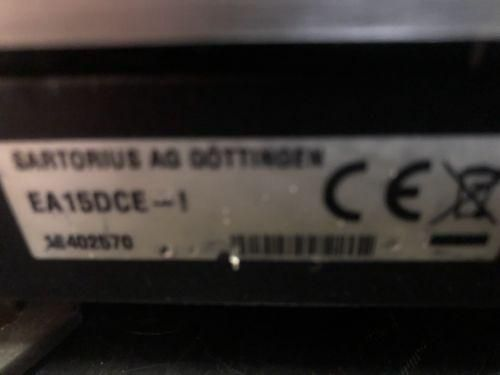 SARTORIUS AG GÖTTINGEN
EA15DCE-I
CE